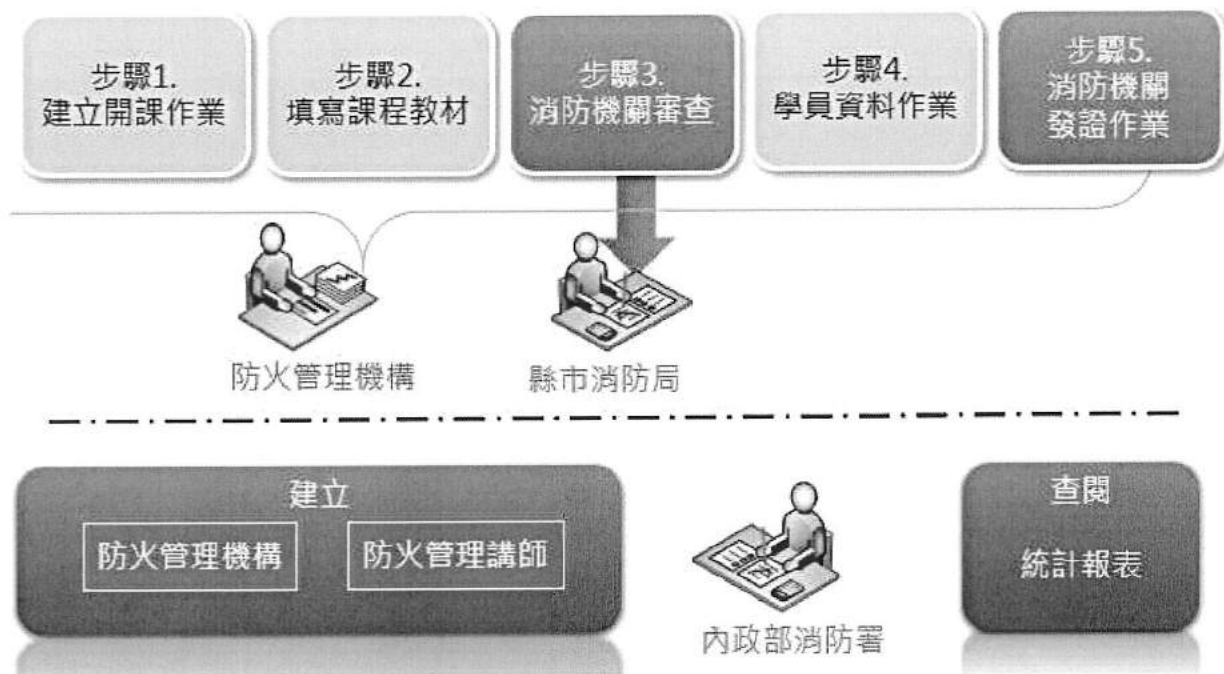 步驟1.
建立開課作業
步驟2.
填寫課程教材
步驟3.
消防機關審查
步驟4.
學員資料作業
步驟5.
消防機關
發證作業
防火管理機構
縣市消防局
建立
防火管理機構
防火管理講師
內政部消防署
查閱
統計報表